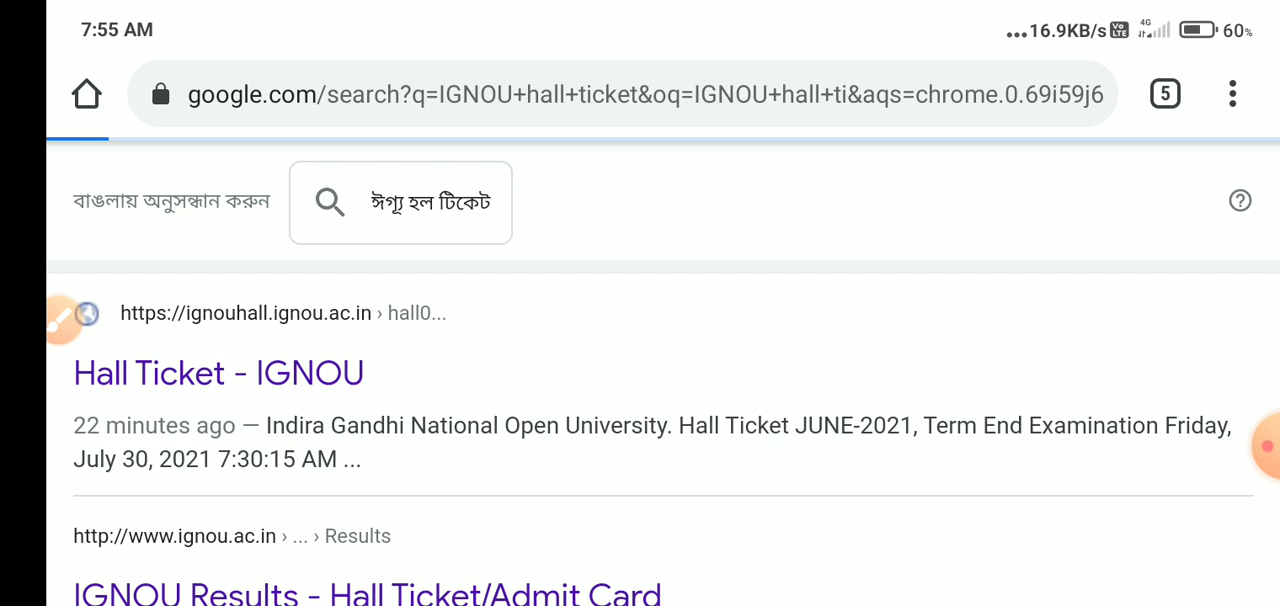 7:55 AM
...16.9KB/s Vo LTE 4G 60%
google.com/search?q=IGNOU+hall+ticket&oq=IGNOU+hall+ti&aqs=chrome.0.69i59j6
5
বাঙলায় অনুসন্ধান করুন
ঈগ্যূ হল টিকেট
https://ignouhall.ignou.ac.in › hall0...
Hall Ticket - IGNOU
22 minutes ago — Indira Gandhi National Open University. Hall Ticket JUNE-2021, Term End Examination Friday,
July 30, 2021 7:30:15 AM ...
http://www.ignou.ac.in › ... › Results
IGNOU Results - Hall Ticket/Admit Card